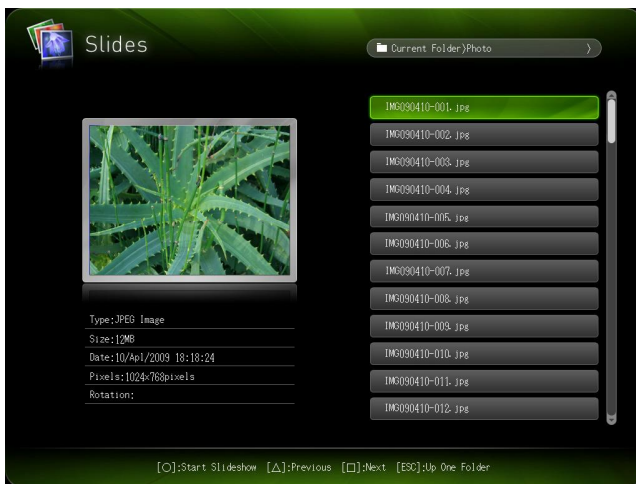 Slides
Current Folder〉Photo 〉
IMG090410-001.jpg
IMG090410-002.jpg
IMG090410-003.jpg
IMG090410-004.jpg
IMG090410-005.jpg
IMG090410-006.jpg
IMG090410-007.jpg
IMG090410-008.jpg
IMG090410-009.jpg
IMG090410-010.jpg
IMG090410-011.jpg
IMG090410-012.jpg
Type:JPEG Image
Size:12MB
Date:10/Apl/2009 18:18:24
Pixels:1024×768pixels
Rotation:
[○]:Start Slideshow [△]:Previous [□]:Next [ESC]:Up One Folder